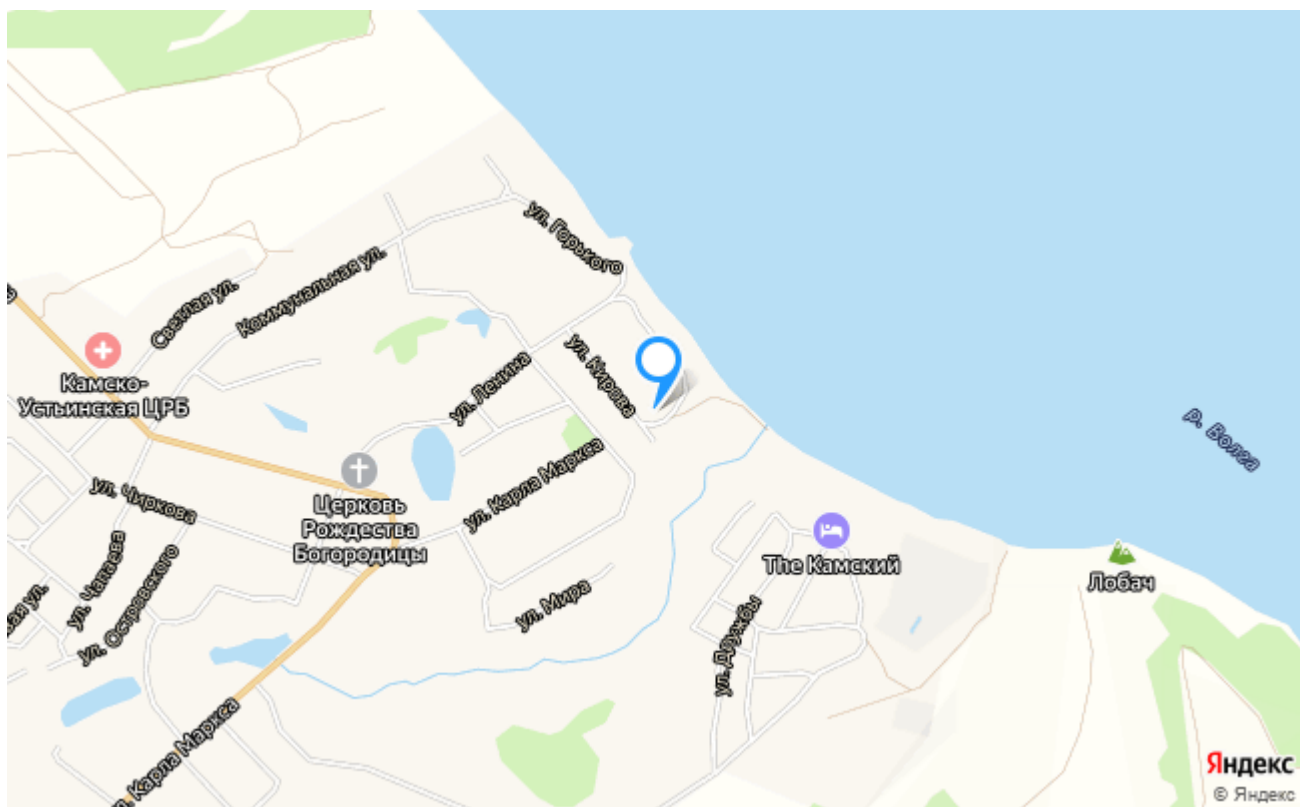 ул. Горького
Коммунальная ул.
Светлая ул.
Камско-
Устьинская ЦРБ
ул. Ленина
ул. Кирова
р. Волга
ул. Карла Маркса
ул. Чиркова
Церковь
Рождества
Богородицы
The Камский
Лобач
ул. Чапаева
ул. Островского
ул. Мира
ул. Дружбы
ул. Карла Маркса
Яндекс
© Яндекс